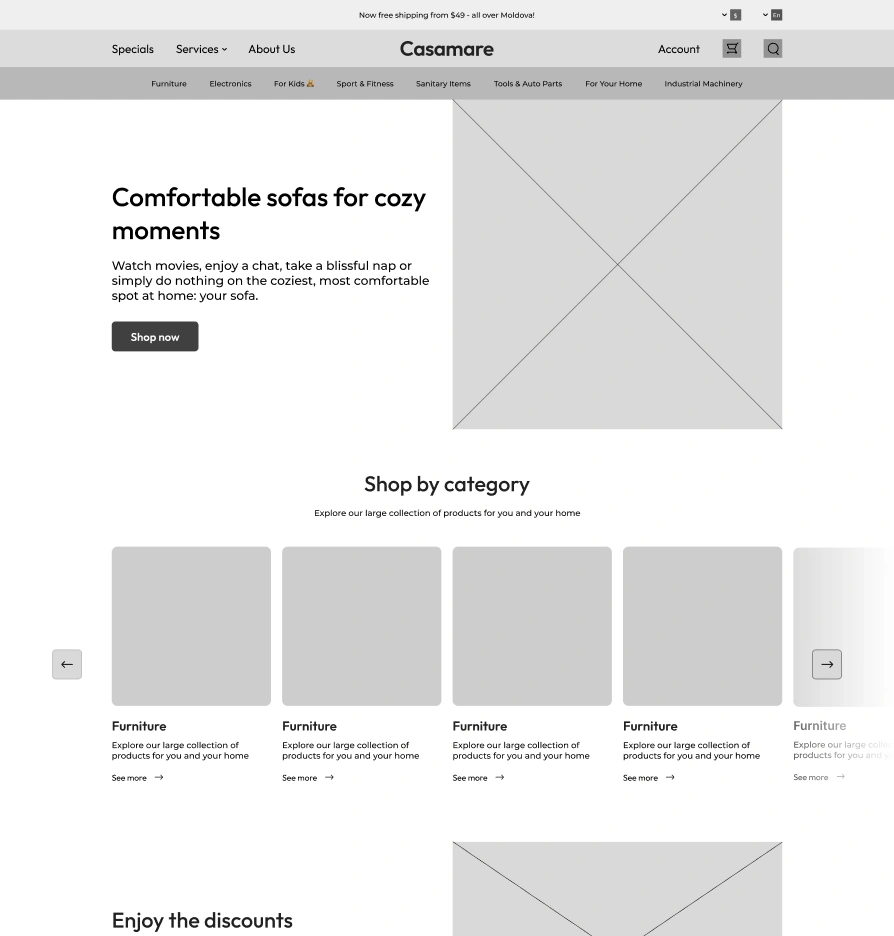 Now free shipping from $49 - all over Moldova!
$
En
Specials
Services
About Us
Casamare
Account
Furniture
Electronics
For Kids 🧸
Sport & Fitness
Sanitary Items
Tools & Auto Parts
For Your Home
Industrial Machinery
Comfortable sofas for cozy
moments
Watch movies, enjoy a chat, take a blissful nap or
simply do nothing on the coziest, most comfortable
spot at home: your sofa.
Shop now
Shop by category
Explore our large collection of products for you and your home
Furniture
Explore our large collection of
products for you and your home
See more →
Furniture
Explore our large collection of
products for you and your home
See more →
Furniture
Explore our large collection of
products for you and your home
See more →
Furniture
Explore our large collection of
products for you and your home
See more →
Furniture
Explore our large
products for you and
See more →
Enjoy the discounts